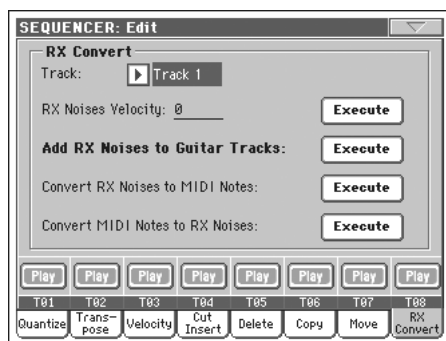 SEQUENCER: Edit
RX Convert
Track: Track 1
RX Noises Velocity: 0 Execute
Add RX Noises to Guitar Tracks: Execute
Convert RX Noises to MIDI Notes: Execute
Convert MIDI Notes to RX Noises: Execute
Play Play Play Play Play Play Play Play
T01 T02 T03 T04 T05 T06 T07 T08
Quantize Trans- Velocity Cut Delete Copy Move RX
pose Insert Convert